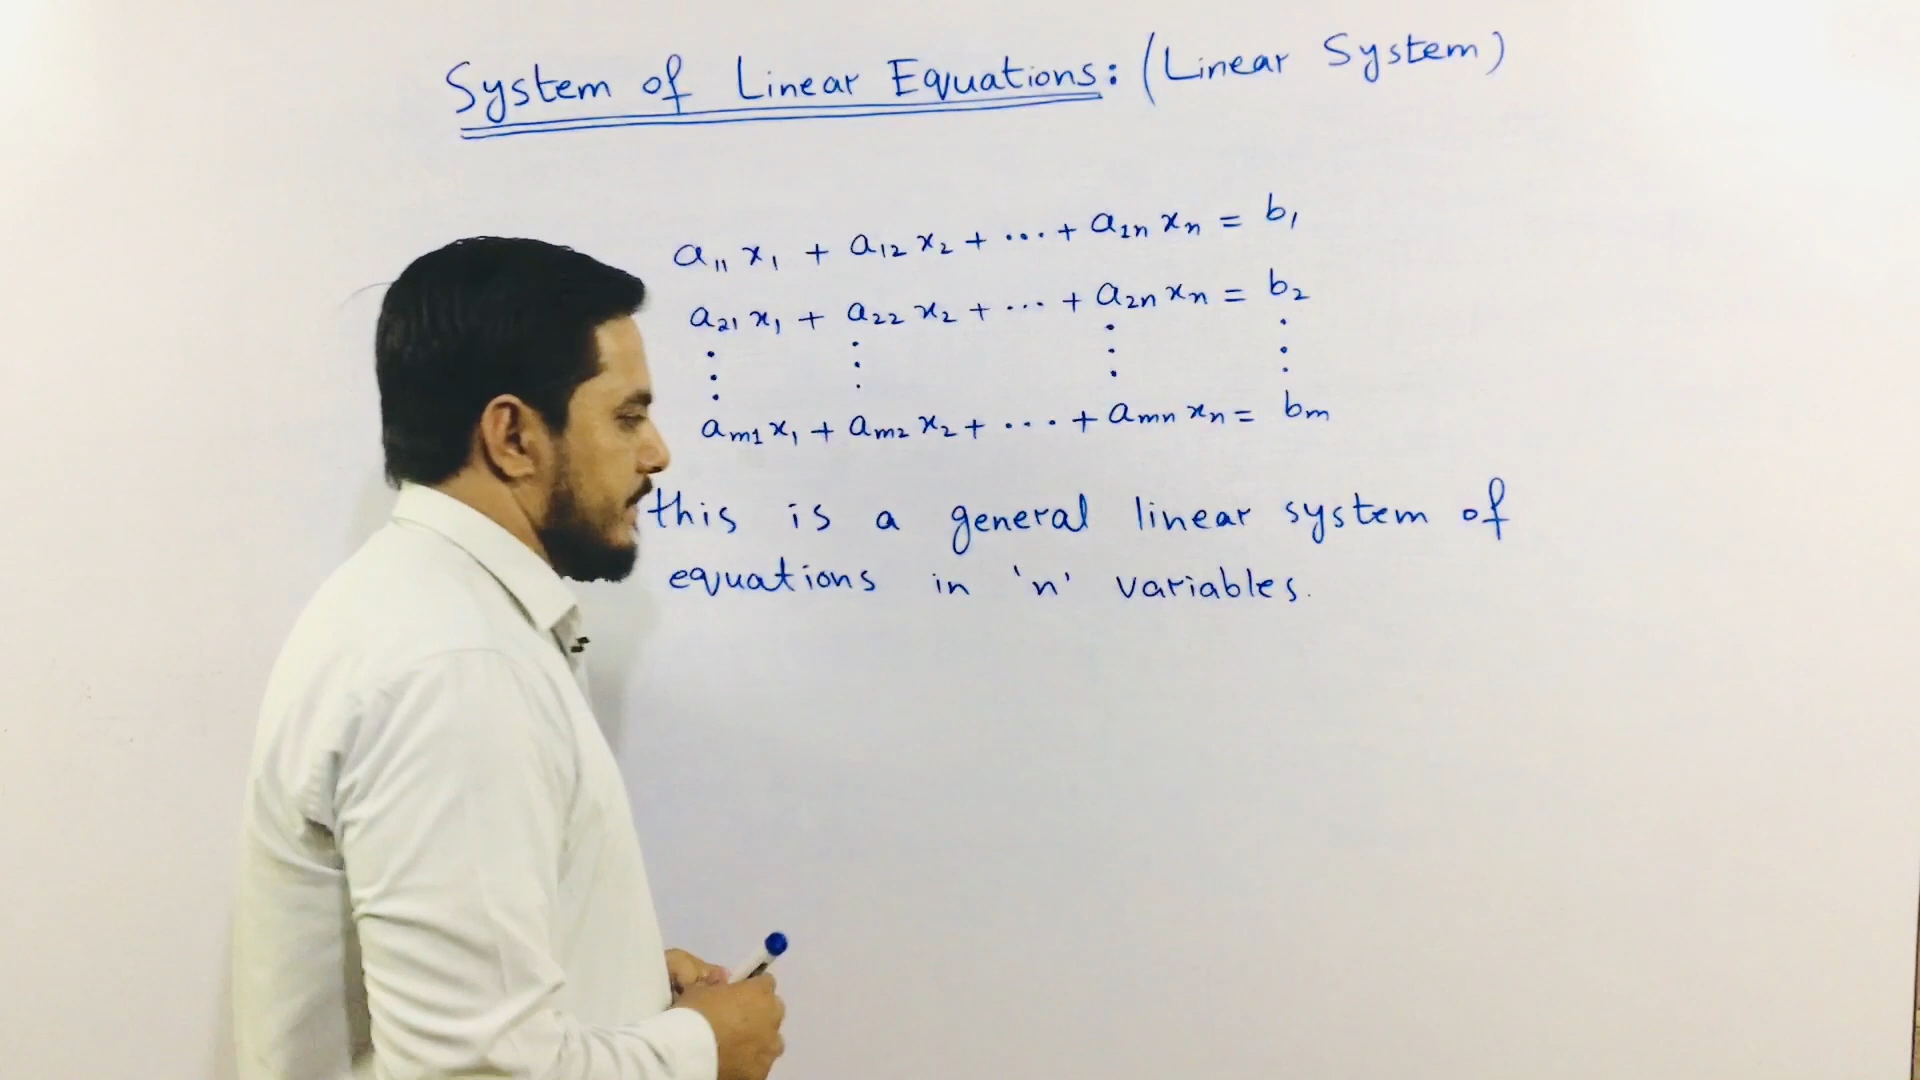 System of Linear Equations: (Linear System)
a₁₁ x₁ + a₁₂ x₂ + ... + a₁ₙ xₙ = b₁
a₂₁ x₁ + a₂₂ x₂ + ... + a₂ₙ xₙ = b₂
⋮ ⋮ ⋮ ⋮
aₘ₁ x₁ + aₘ₂ x₂ + ... + aₘₙ xₙ = bₘ
this is a general linear system of
equations in 'n' variables.